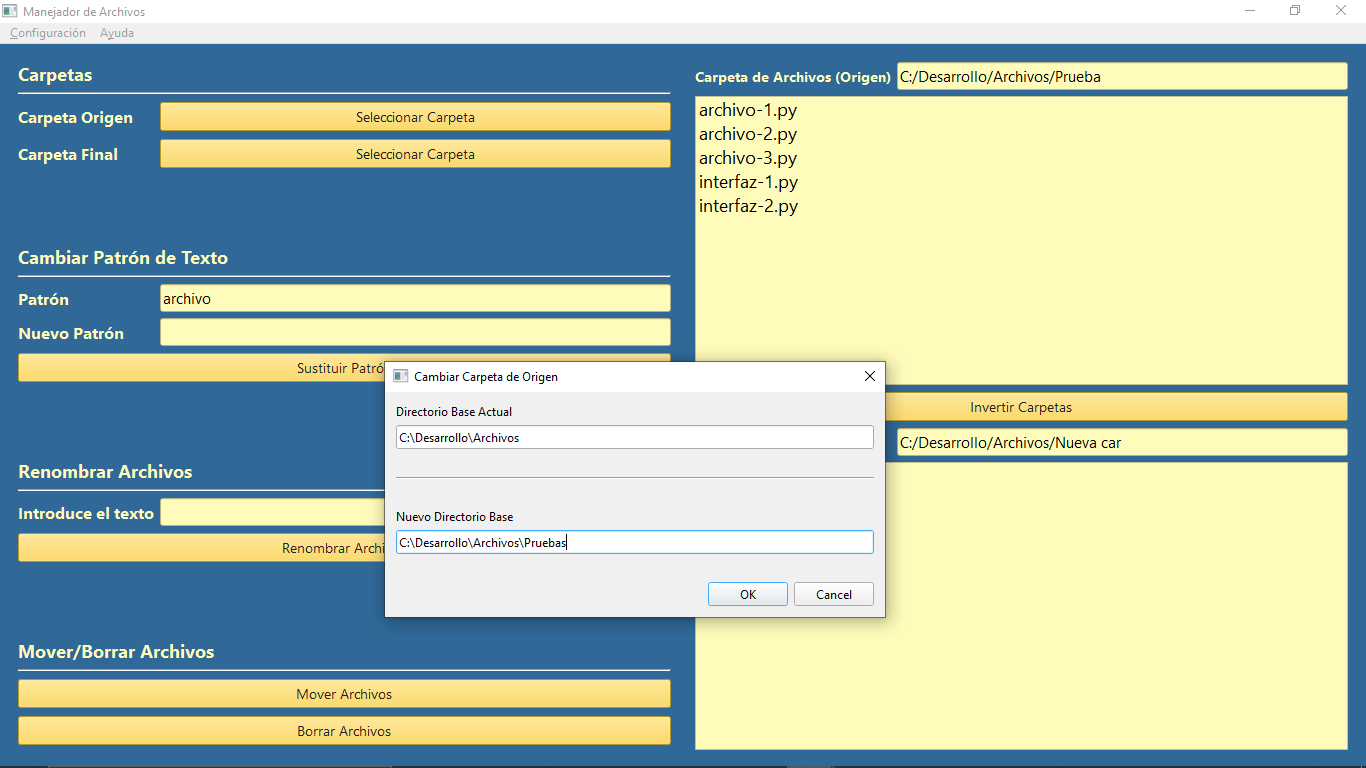 Manejador de Archivos
Configuración Ayuda
Carpetas
Carpeta Origen Seleccionar Carpeta
Carpeta Final Seleccionar Carpeta
Cambiar Patrón de Texto
Patrón archivo
Nuevo Patrón
Sustituir Patró
Renombrar Archivos
Introduce el texto
Renombrar Archi
Mover/Borrar Archivos
Mover Archivos
Borrar Archivos
Carpeta de Archivos (Origen) C:/Desarrollo/Archivos/Prueba
archivo-1.py
archivo-2.py
archivo-3.py
interfaz-1.py
interfaz-2.py
Invertir Carpetas
C:/Desarrollo/Archivos/Nueva car
Cambiar Carpeta de Origen
Directorio Base Actual
C:\Desarrollo\Archivos
Nuevo Directorio Base
C:\Desarrollo\Archivos\Pruebas
OK Cancel